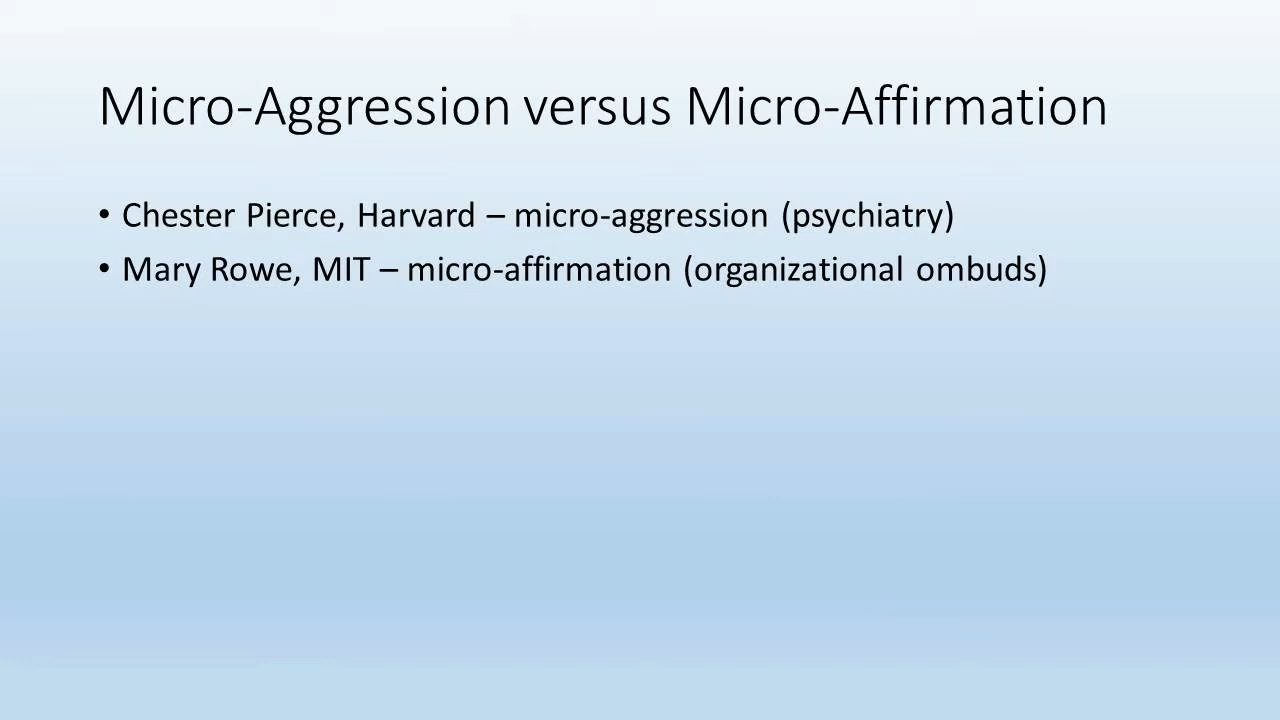 Micro-Aggression versus Micro-Affirmation
• Chester Pierce, Harvard – micro-aggression (psychiatry)
• Mary Rowe, MIT – micro-affirmation (organizational ombuds)